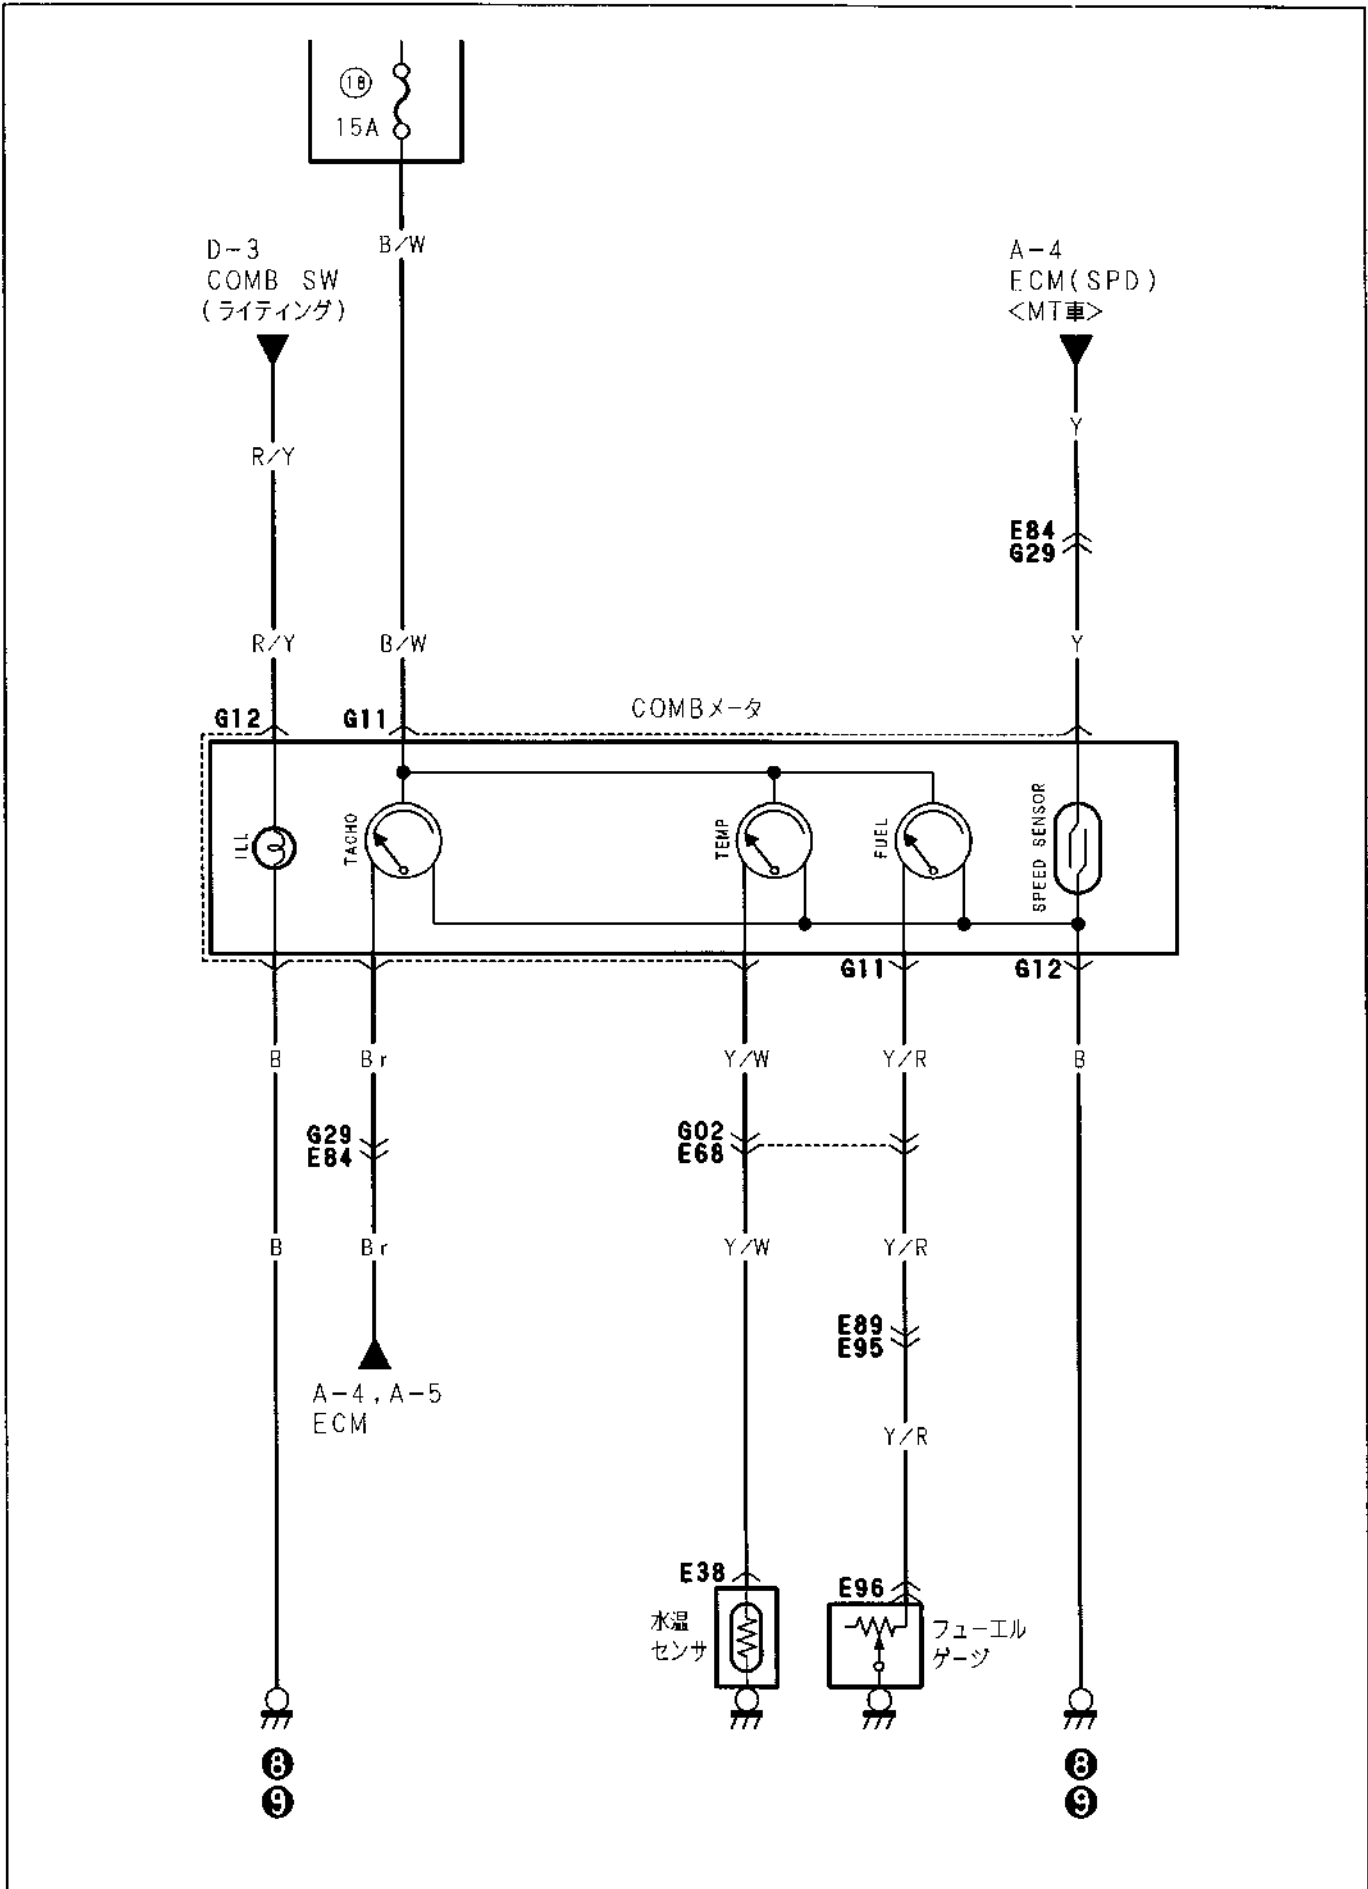 18
15A
B/W
D-3
COMB SW
(ライティング)
A-4
ECM(SPD)
<MT車>
R/Y
Y
E84
G29
R/Y
B/W
Y
G12
G11
COMBメータ
ILL
TACHO
TEMP
FUEL
SPEED SENSOR
G11
G12
B
Br
Y/W
Y/R
B
G29
E84
G02
E68
B
Br
Y/W
Y/R
E89
E95
A-4, A-5
ECM
Y/R
E38
E96
水温
センサ
フューエル
ゲージ
8
9
8
9